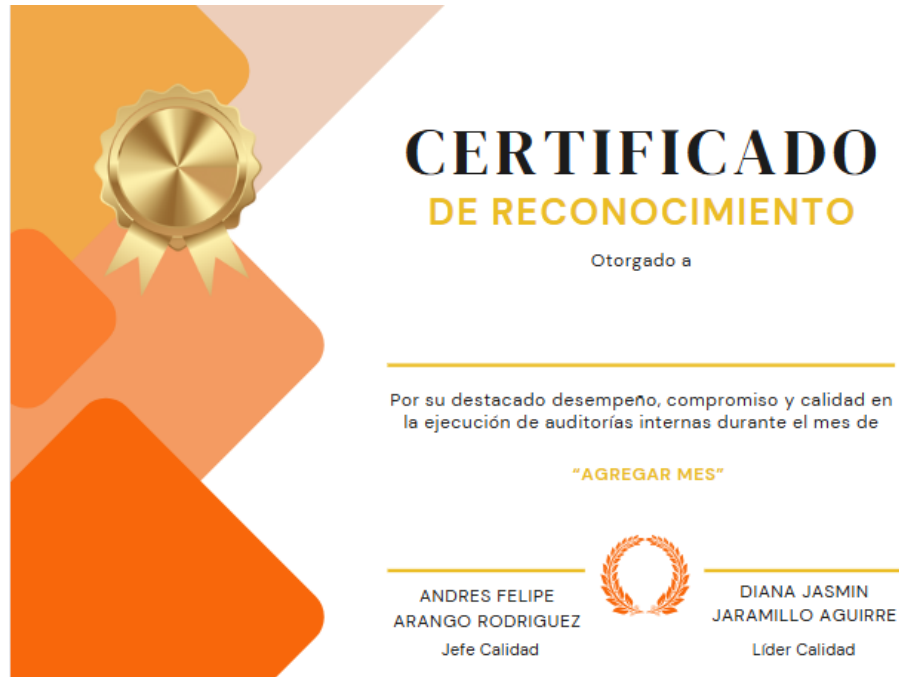 CERTIFICADO
DE RECONOCIMIENTO
Otorgado a
Por su destacado desempeño, compromiso y calidad en
la ejecución de auditorías internas durante el mes de
“AGREGAR MES”
ANDRES FELIPE
ARANGO RODRIGUEZ
Jefe Calidad
DIANA JASMIN
JARAMILLO AGUIRRE
Líder Calidad